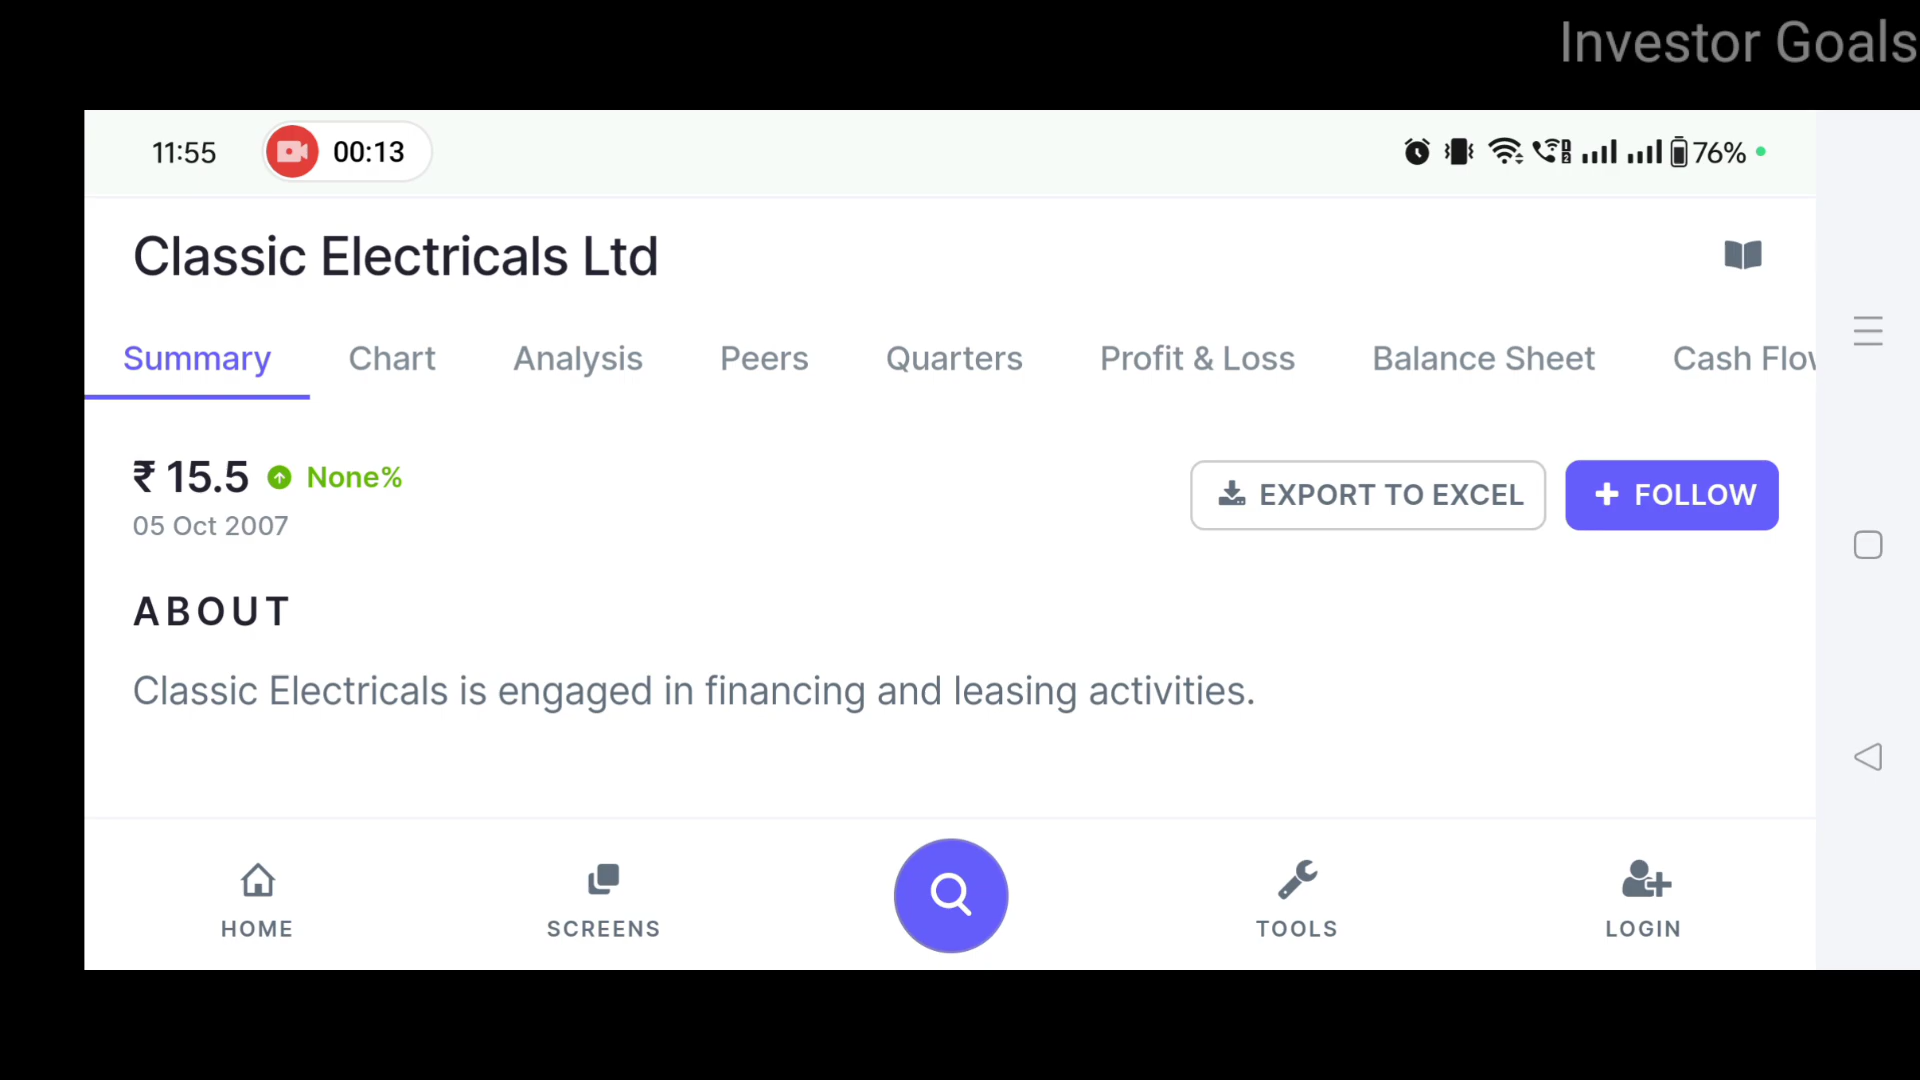 Investor Goals
11:55 00:13 76%
Classic Electricals Ltd
Summary Chart Analysis Peers Quarters Profit & Loss Balance Sheet Cash Flow
₹ 15.5 None%
05 Oct 2007
EXPORT TO EXCEL + FOLLOW
ABOUT
Classic Electricals is engaged in financing and leasing activities.
HOME SCREENS TOOLS LOGIN